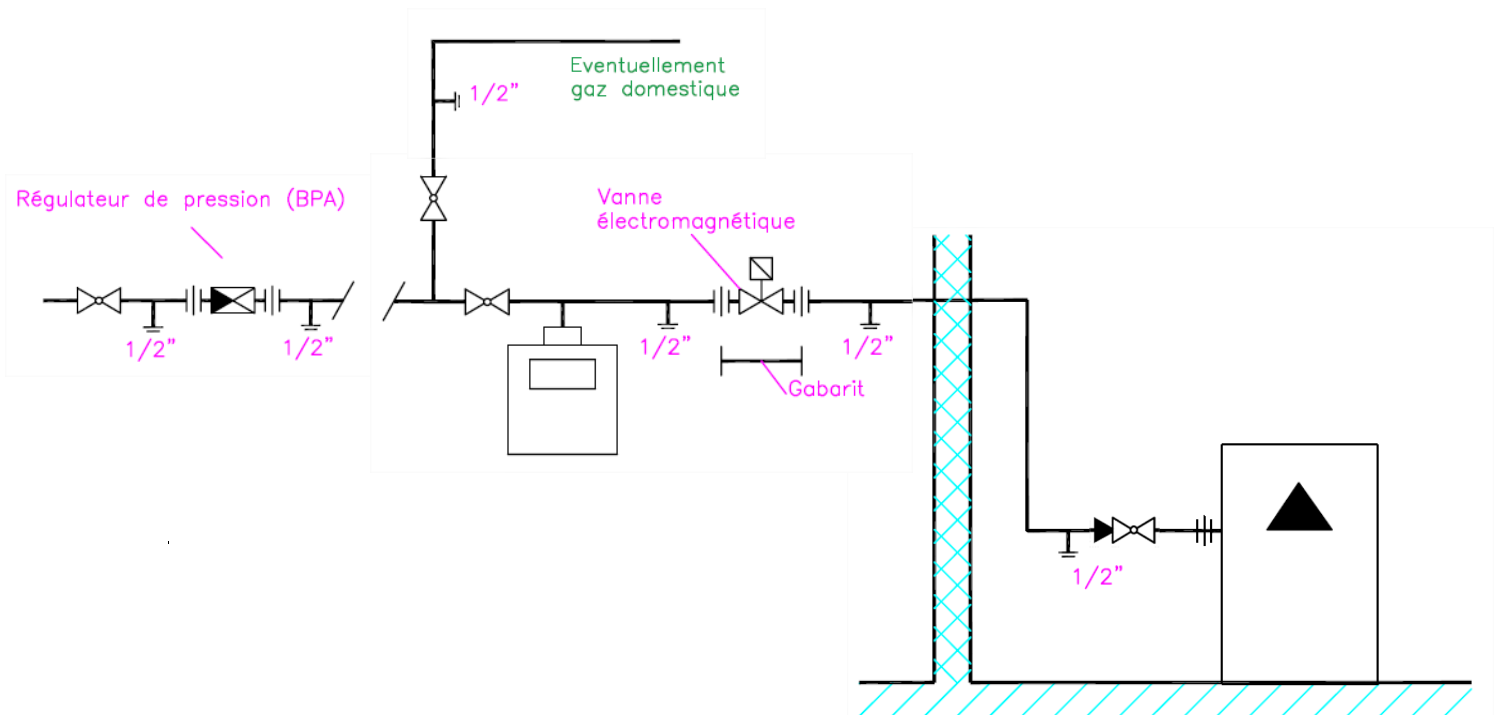 Eventuellement
gaz domestique
1/2"
Régulateur de pression (BPA)
Vanne
électromagnétique
1/2"
1/2"
1/2"
1/2"
Gabarit
1/2"